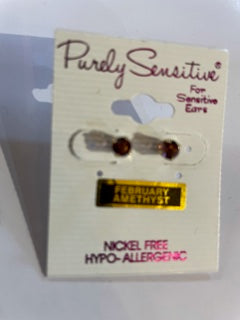 Purely Sensitive®
For
Sensitive
Ears
FEBRUARY
AMETHYST
NICKEL FREE
HYPO-ALLERGENIC